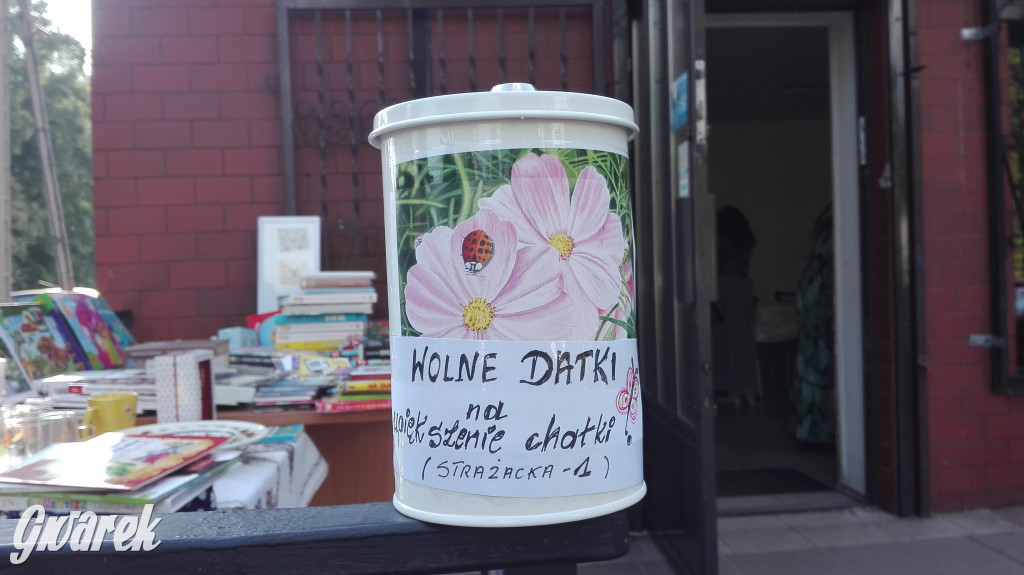 WOLNE DATKI
na
upiększenie chatki!
(STRAŻACKA-1)
Gwarek